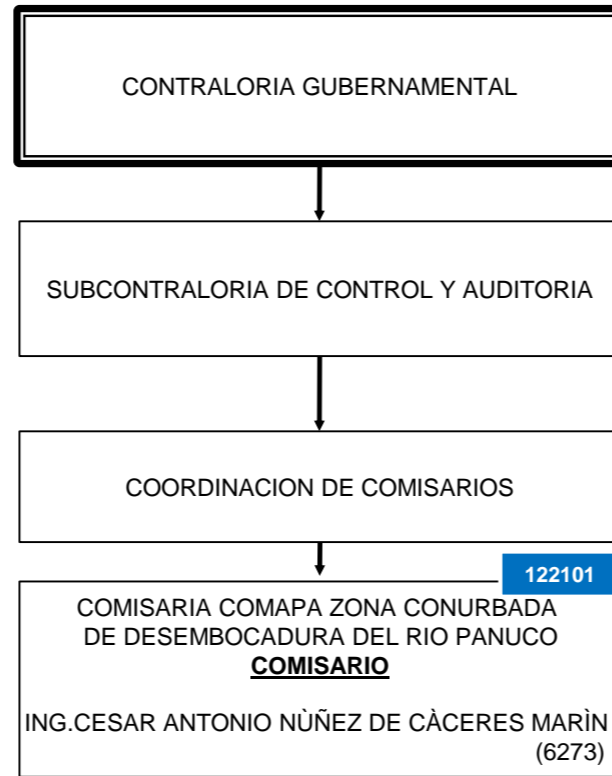 CONTRALORIA GUBERNAMENTAL
SUBCONTRALORIA DE CONTROL Y AUDITORIA
COORDINACION DE COMISARIOS
122101
COMISARIA COMAPA ZONA CONURBADA
DE DESEMBOCADURA DEL RIO PANUCO
COMISARIO
ING.CESAR ANTONIO NÙÑEZ DE CÀCERES MARÌN
(6273)